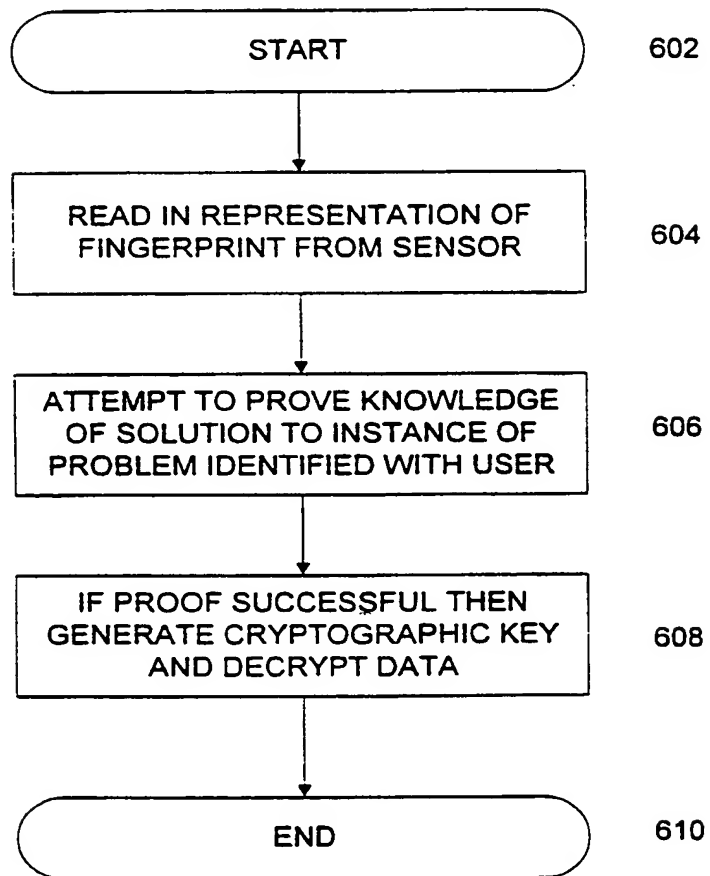 START
602
READ IN REPRESENTATION OF
FINGERPRINT FROM SENSOR
604
ATTEMPT TO PROVE KNOWLEDGE
OF SOLUTION TO INSTANCE OF
PROBLEM IDENTIFIED WITH USER
606
IF PROOF SUCCESSFUL THEN
GENERATE CRYPTOGRAPHIC KEY
AND DECRYPT DATA
608
END
610